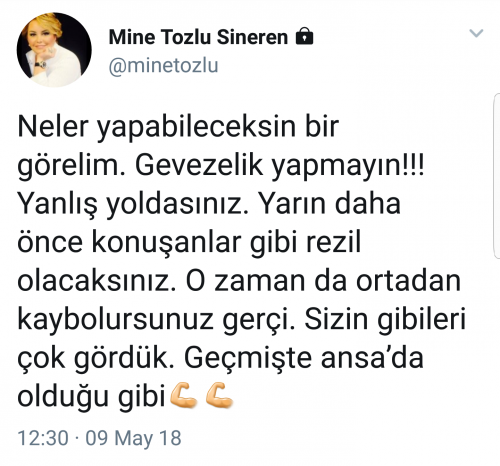 Mine Tozlu Sineren
@minetozlu
Neler yapabileceksin bir
görelim. Gevezelik yapmayın!!!
Yanlış yoldasınız. Yarın daha
önce konuşanlar gibi rezil
olacaksınız. O zaman da ortadan
kaybolursunuz gerçi. Sizin gibileri
çok gördük. Geçmişte ansa’da
olduğu gibi💪🏼💪🏼
12:30 · 09 May 18